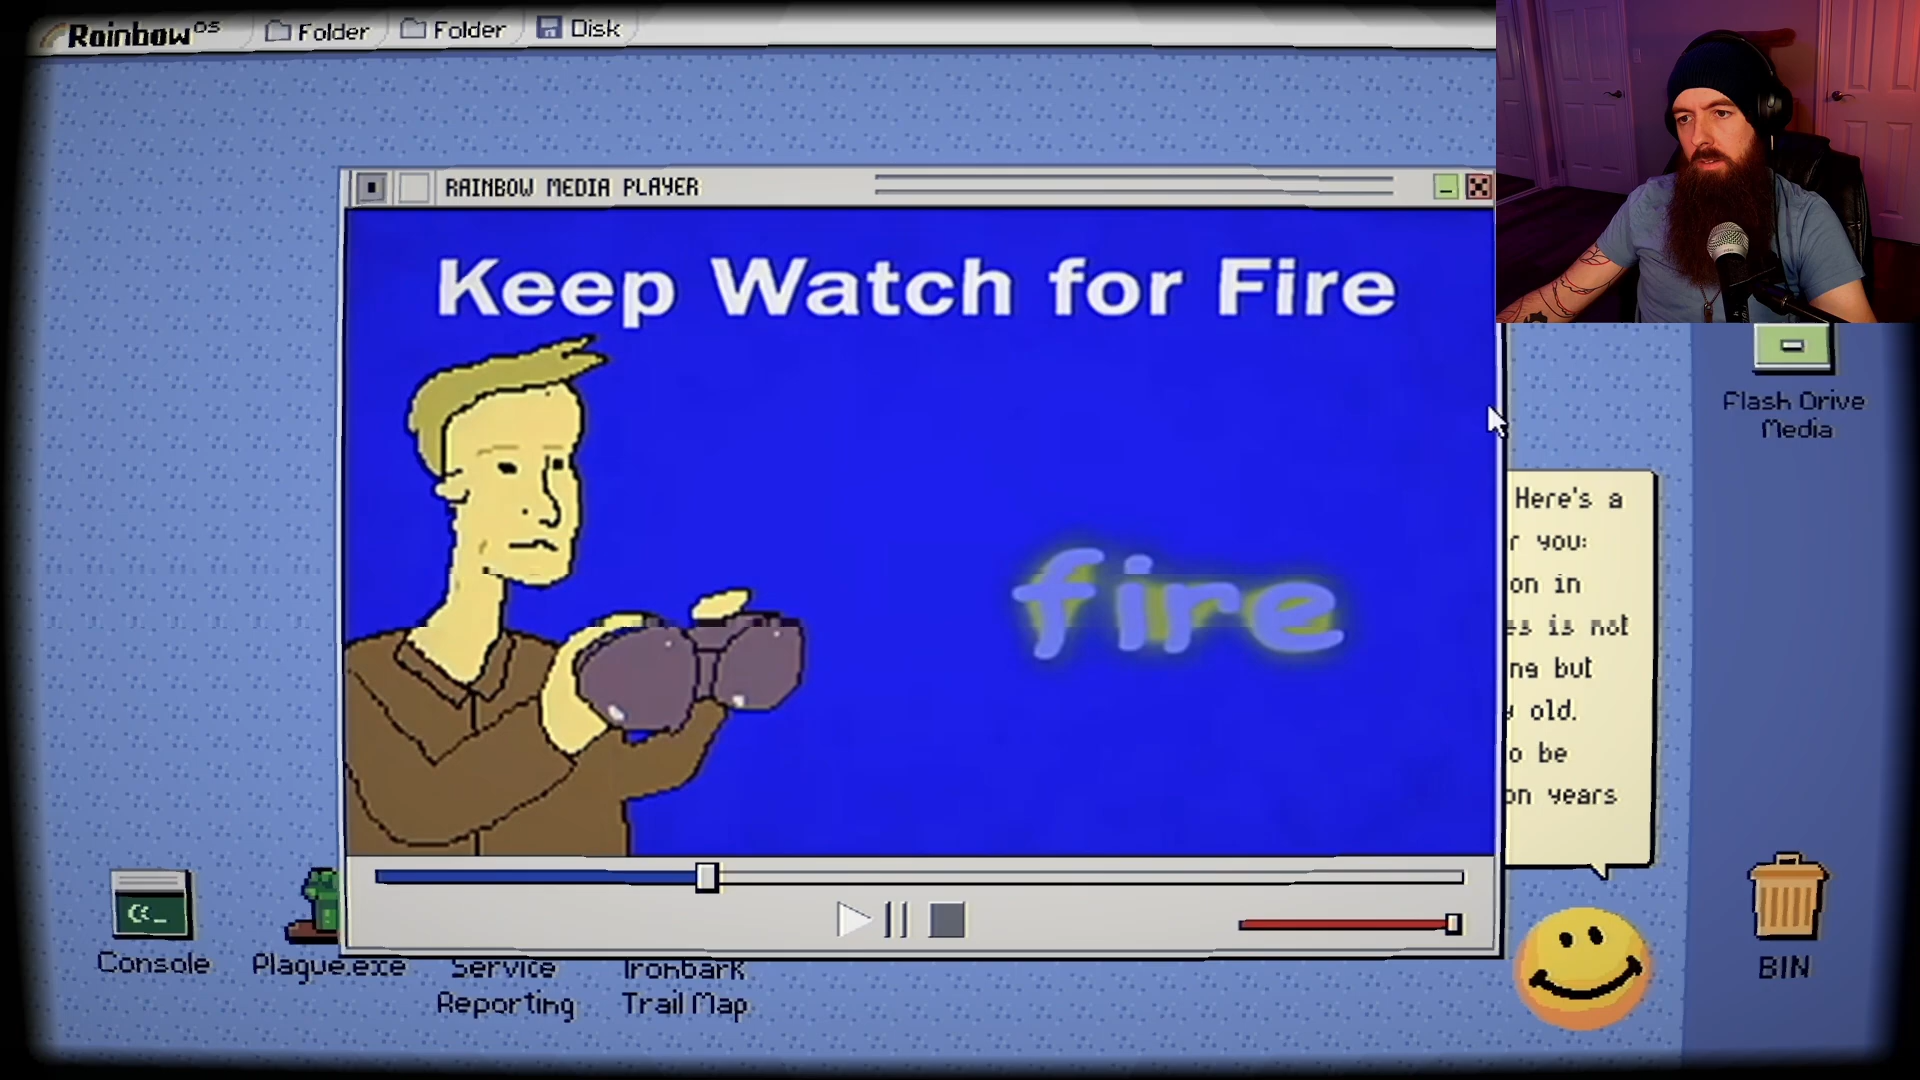 Rainbow OS
Folder
Folder
Disk
RAINBOW MEDIA PLAYER
Keep Watch for Fire
fire
Flash Drive
Media
Here's a
r you:
on in
es is not
ng but
y old.
o be
on years
Console
Plague.exe
Service
Reporting
Ironbark
Trail Map
BIN